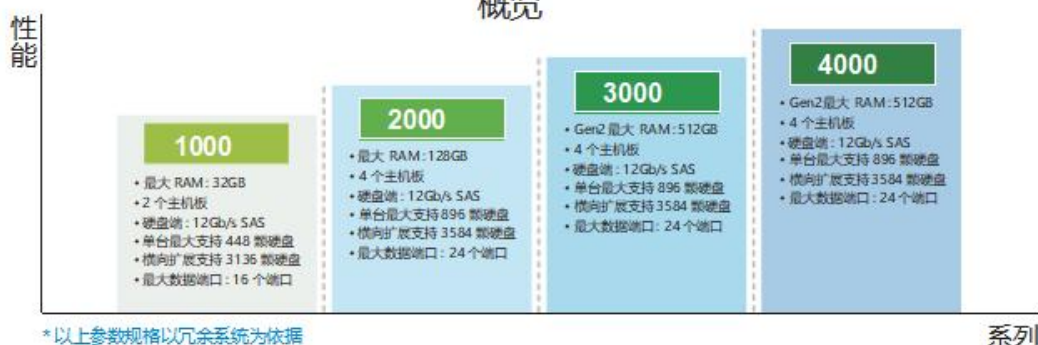 概览
性能
1000
• 最大 RAM: 32GB
• 2 个主机板
• 硬盘端: 12Gb/s SAS
• 单台最大支持 448 颗硬盘
• 横向扩展支持 3136 颗硬盘
• 最大数据端口: 16 个端口
2000
• 最大 RAM:128GB
• 4 个主机板
• 硬盘端: 12Gb/s SAS
• 单台最大支持 896 颗硬盘
• 横向扩展支持 3584 颗硬盘
• 最大数据端口: 24 个端口
3000
• Gen2最大 RAM:512GB
• 4 个主机板
• 硬盘端: 12Gb/s SAS
• 单台最大支持 896 颗硬盘
• 横向扩展支持 3584 颗硬盘
• 最大数据端口: 24 个端口
4000
• Gen2最大 RAM:512GB
• 4 个主机板
• 硬盘端: 12Gb/s SAS
• 单台最大支持 896 颗硬盘
• 横向扩展支持 3584 颗硬盘
• 最大数据端口: 24 个端口
*以上参数规格以冗余系统为依据
系列